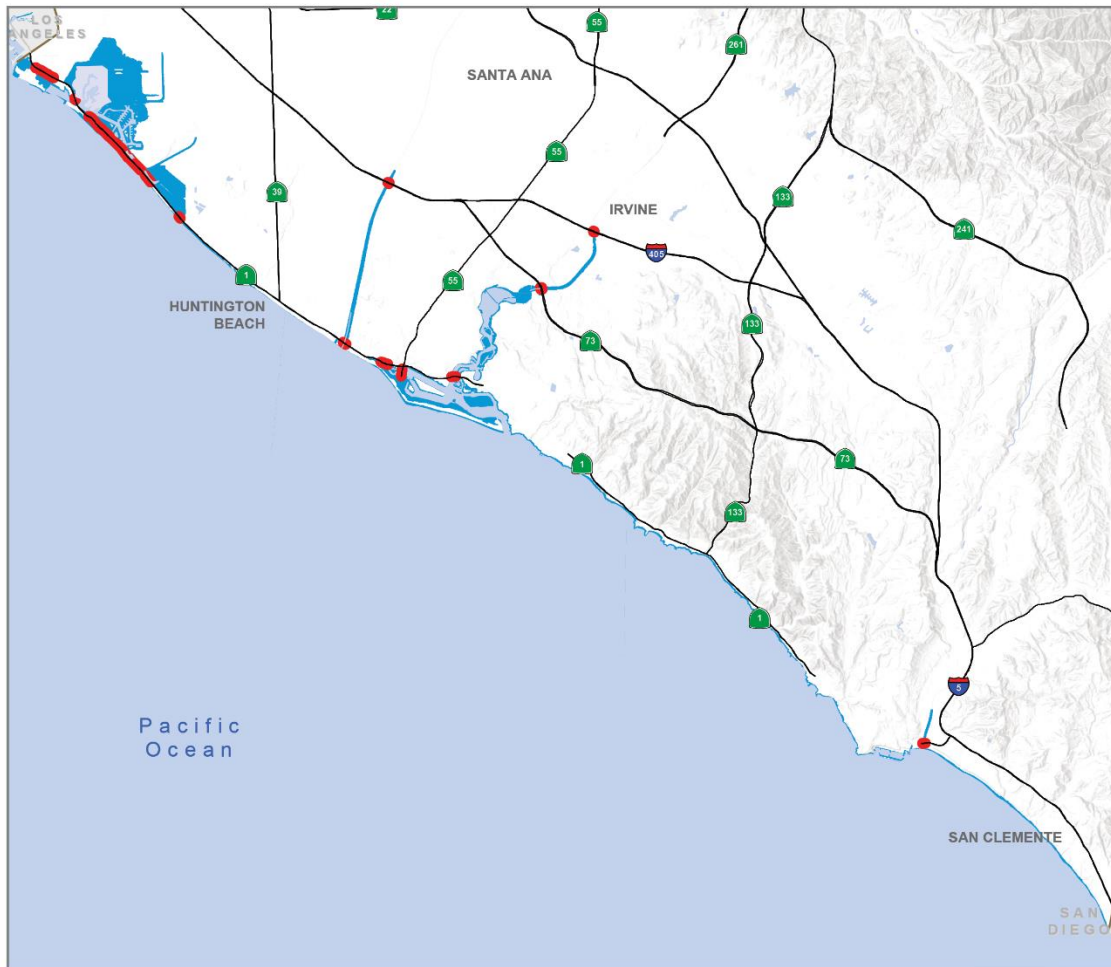 LOS
ANGELES
22
55
261
SANTA ANA
55
39
133
IRVINE
241
405
1
55
HUNTINGTON
BEACH
133
73
73
1
133
1
5
Pacific
Ocean
SAN CLEMENTE
SAN
DIEGO